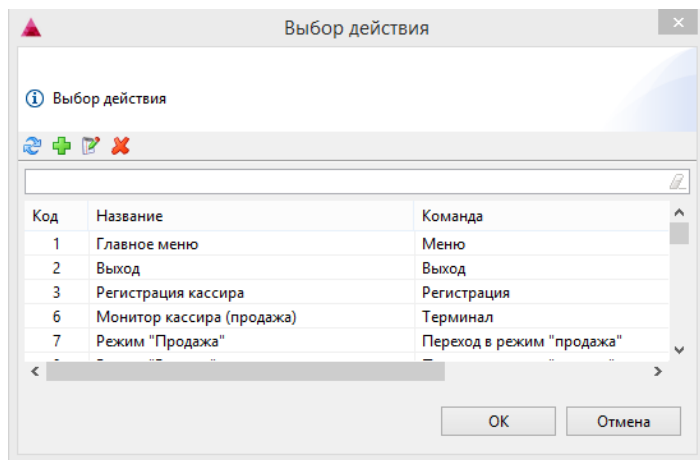 Выбор действия
Выбор действия
Код Название Команда
1 Главное меню Меню
2 Выход Выход
3 Регистрация кассира Регистрация
6 Монитор кассира (продажа) Терминал
7 Режим "Продажа" Переход в режим "продажа"
OK Отмена